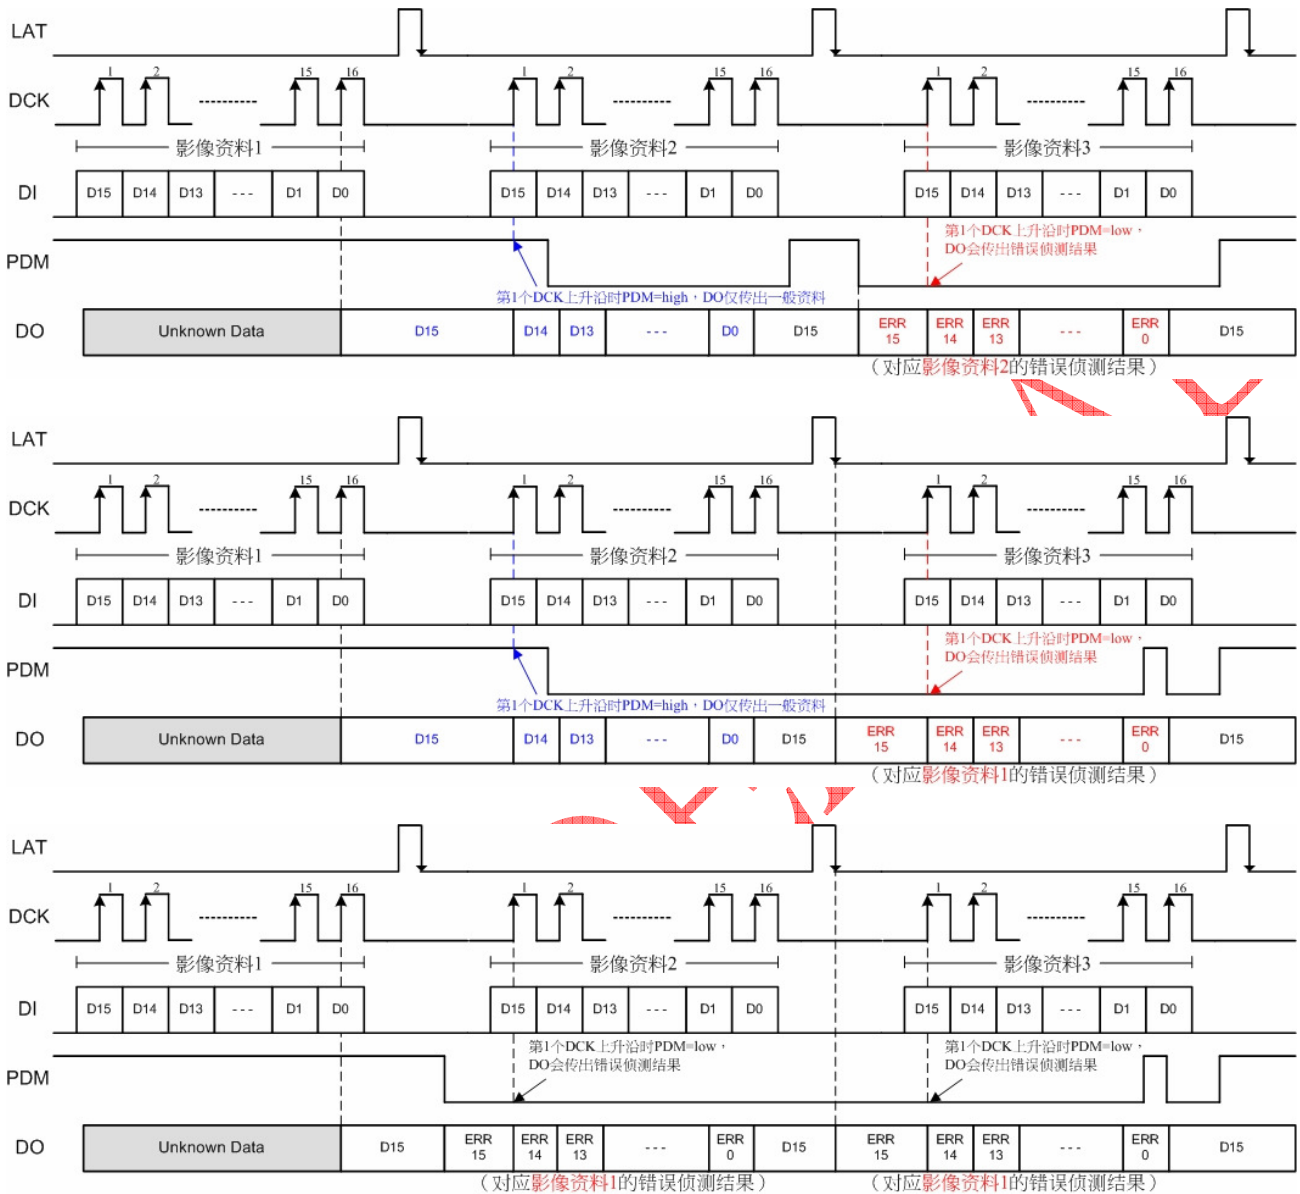 LAT
1 2 15 16 1 2 15 16 1 2 15 16
DCK
影像资料1 影像资料2 影像资料3
DI D15 D14 D13 --- D1 D0 D15 D14 D13 --- D1 D0 D15 D14 D13 --- D1 D0
第1个DCK上升沿时PDM=low，
DO会传出错误侦测结果
PDM
第1个DCK上升沿时PDM=high，DO仅传出一般资料
DO Unknown Data D15 D14 D13 --- D0 D15 ERR 15 ERR 14 ERR 13 --- ERR 0 D15
（对应影像资料2的错误侦测结果）
LAT
1 2 15 16 1 2 15 16 1 2 15 16
DCK
影像资料1 影像资料2 影像资料3
DI D15 D14 D13 --- D1 D0 D15 D14 D13 --- D1 D0 D15 D14 D13 --- D1 D0
第1个DCK上升沿时PDM=low，
DO会传出错误侦测结果
PDM
第1个DCK上升沿时PDM=high，DO仅传出一般资料
DO Unknown Data D15 D14 D13 --- D0 D15 ERR 15 ERR 14 ERR 13 --- ERR 0 D15
（对应影像资料1的错误侦测结果）
LAT
1 2 15 16 1 2 15 16 1 2 15 16
DCK
影像资料1 影像资料2 影像资料3
DI D15 D14 D13 --- D1 D0 D15 D14 D13 --- D1 D0 D15 D14 D13 --- D1 D0
第1个DCK上升沿时PDM=low， 第1个DCK上升沿时PDM=low，
DO会传出错误侦测结果 DO会传出错误侦测结果
PDM
DO Unknown Data D15 ERR 15 ERR 14 ERR 13 --- ERR 0 D15 ERR 15 ERR 14 ERR 13 --- ERR 0 D15
（对应影像资料1的错误侦测结果） （对应影像资料1的错误侦测结果）